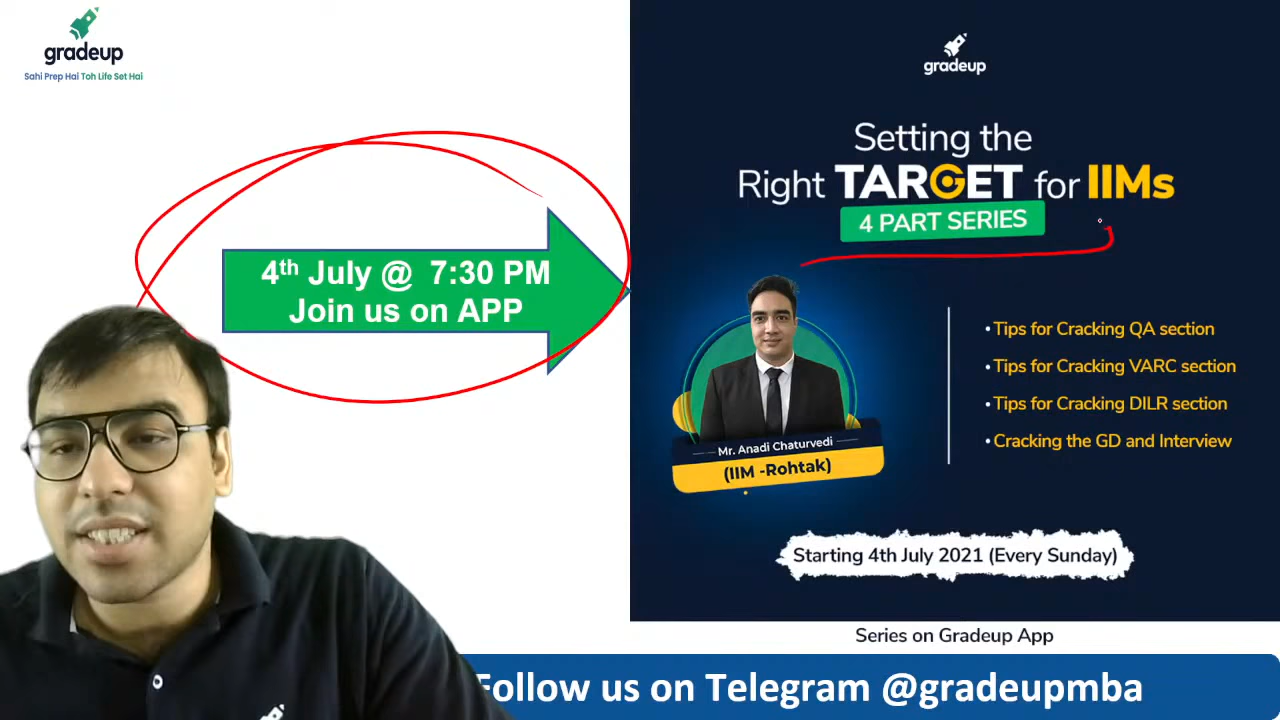 gradeup
Sahi Prep Hai Toh Life Set Hai
4th July @ 7:30 PM
Join us on APP
gradeup
Setting the
Right TARGET for IIMs
4 PART SERIES
Mr. Anadi Chaturvedi
(IIM -Rohtak)
•Tips for Cracking QA section
•Tips for Cracking VARC section
•Tips for Cracking DILR section
•Cracking the GD and Interview
Starting 4th July 2021 (Every Sunday)
Series on Gradeup App
Follow us on Telegram @gradeupmba